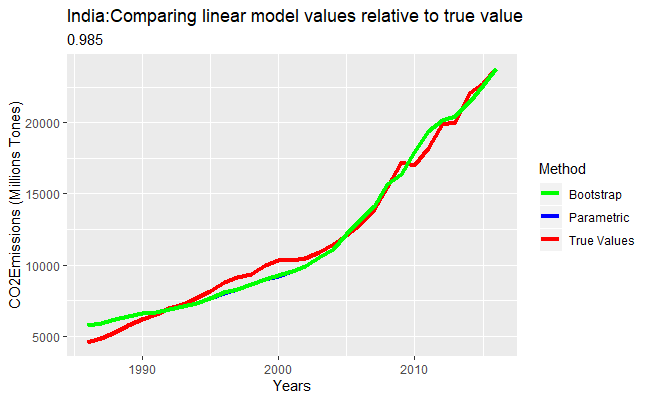 India:Comparing linear model values relative to true value
0.985
CO2Emissions (Millions Tones)
20000
15000
10000
5000
1990
2000
2010
Years
Method
Bootstrap
Parametric
True Values